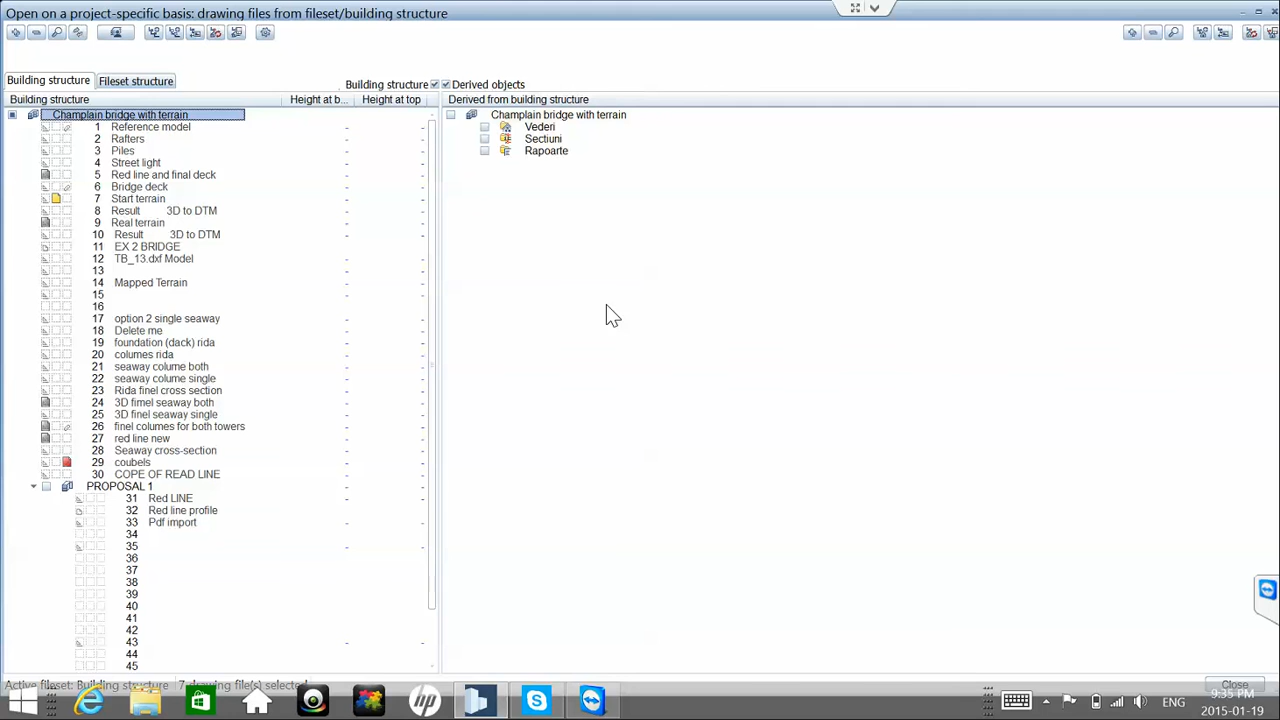 Open on a project-specific basis: drawing files from fileset/building structure
Building structure Fileset structure Building structure Derived objects
Building structure Height at b... Height at top Derived from building structure
Champlain bridge with terrain Champlain bridge with terrain
1 Reference model - - Vederi
2 Rafters - - Sectiuni
3 Piles - - Rapoarte
4 Street light - -
5 Red line and final deck - -
6 Bridge deck - -
7 Start terrain - -
8 Result 3D to DTM - -
9 Real terrain - -
10 Result 3D to DTM - -
11 EX 2 BRIDGE
12 TB_13.dxf Model - -
13 - -
14 Mapped Terrain - -
15 - -
16
17 option 2 single seaway - -
18 Delete me - -
19 foundation (dack) rida - -
20 columes rida - -
21 seaway colume both - -
22 seaway colume single - -
23 Rida finel cross section - -
24 3D fimel seaway both - -
25 3D finel seaway single - -
26 finel columes for both towers - -
27 red line new - -
28 Seaway cross-section - -
29 coubels - -
30 COPE OF READ LINE - -
PROPOSAL 1 - -
31 Red LINE - -
32 Red line profile
33 Pdf import - -
34
35 - -
36
37
38
39
40
41
42
43 - -
44
45
Active fileset: Building structure 7 drawing file(s) selected Close
hp ENG 9:35 PM
2015-01-19